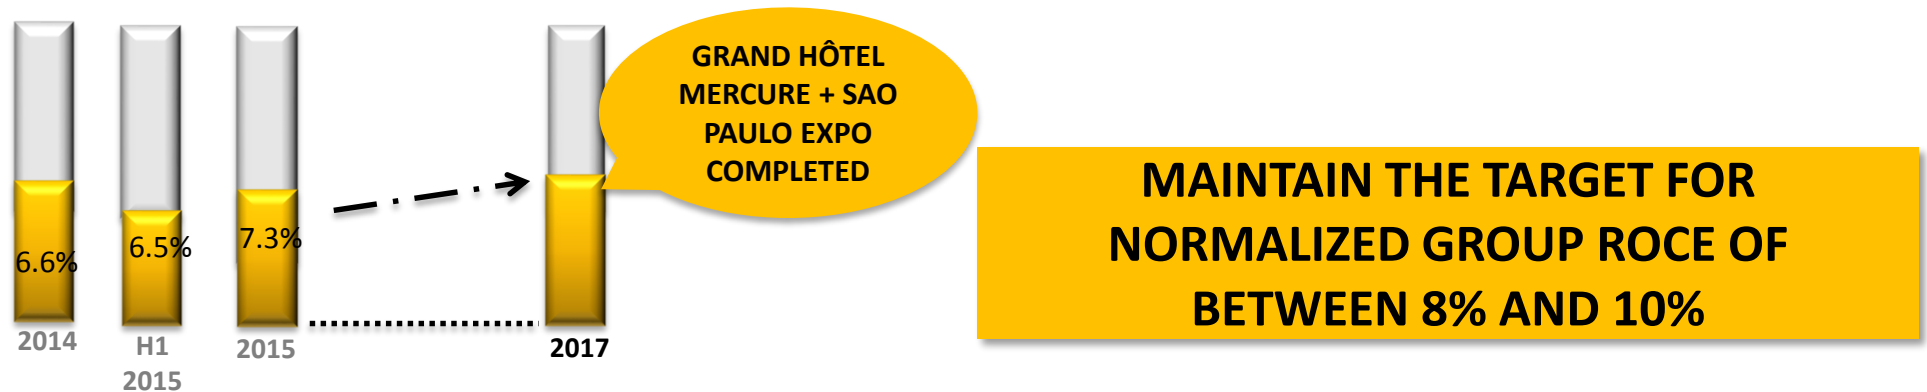 GRAND HÔTEL
MERCURE + SAO
PAULO EXPO
COMPLETED
MAINTAIN THE TARGET FOR
NORMALIZED GROUP ROCE OF
BETWEEN 8% AND 10%
6.6%
6.5%
7.3%
2014
H1
2015
2015
2017